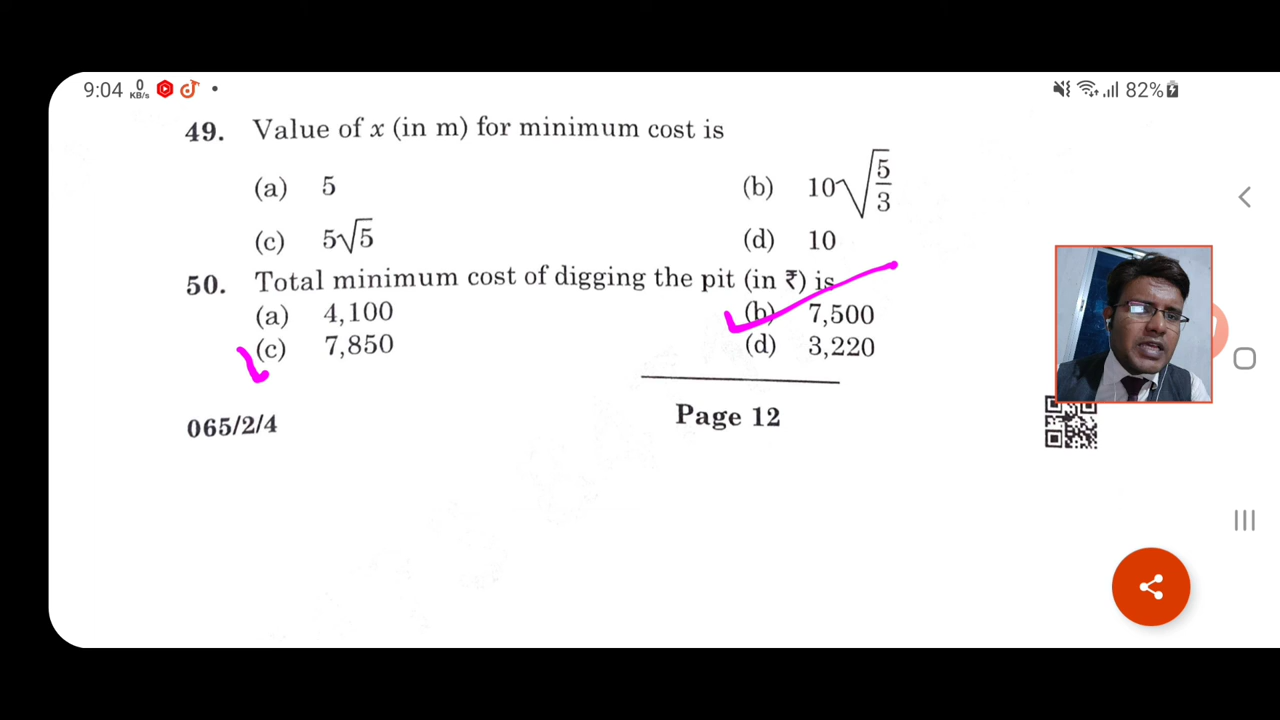 9:04 0 KB/s 82%
49. Value of x (in m) for minimum cost is
(a) 5 (b) 10√5/3
(c) 5√5 (d) 10
50. Total minimum cost of digging the pit (in ₹) is
(a) 4,100 (b) 7,500
(c) 7,850 (d) 3,220
065/2/4 Page 12